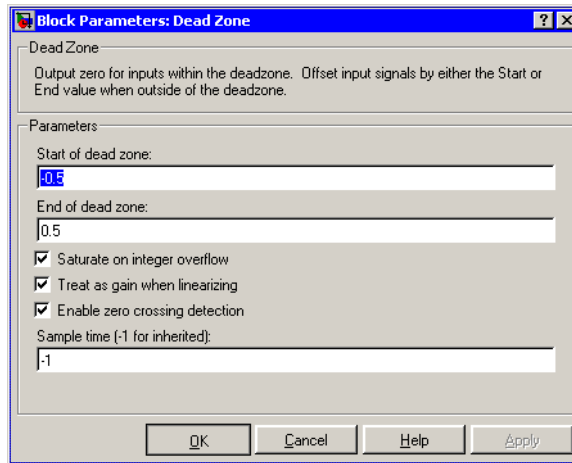 Block Parameters: Dead Zone
Dead Zone
Output zero for inputs within the deadzone. Offset input signals by either the Start or
End value when outside of the deadzone.
Parameters
Start of dead zone:
-0.5
End of dead zone:
0.5
Saturate on integer overflow
Treat as gain when linearizing
Enable zero crossing detection
Sample time (-1 for inherited):
-1
OK Cancel Help Apply